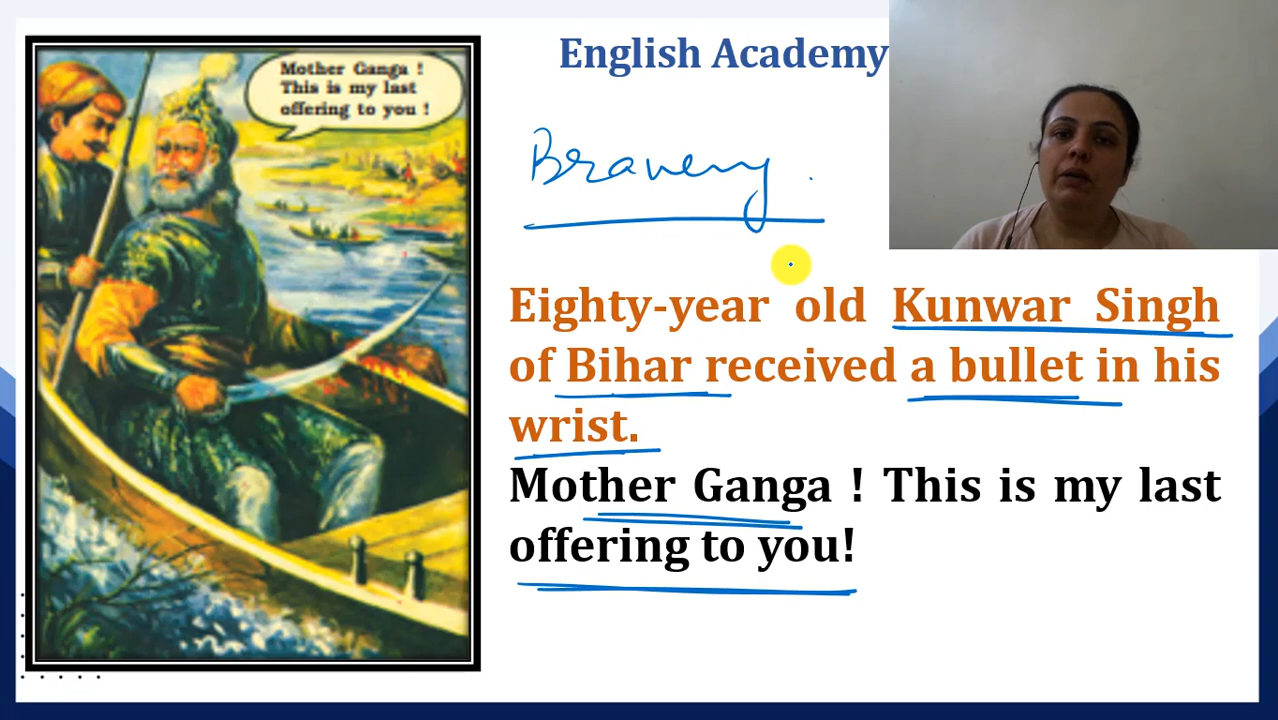 Mother Ganga !
This is my last
offering to you !
English Academy
Bravery.
Eighty-year old Kunwar Singh
of Bihar received a bullet in his
wrist.
Mother Ganga ! This is my last
offering to you!